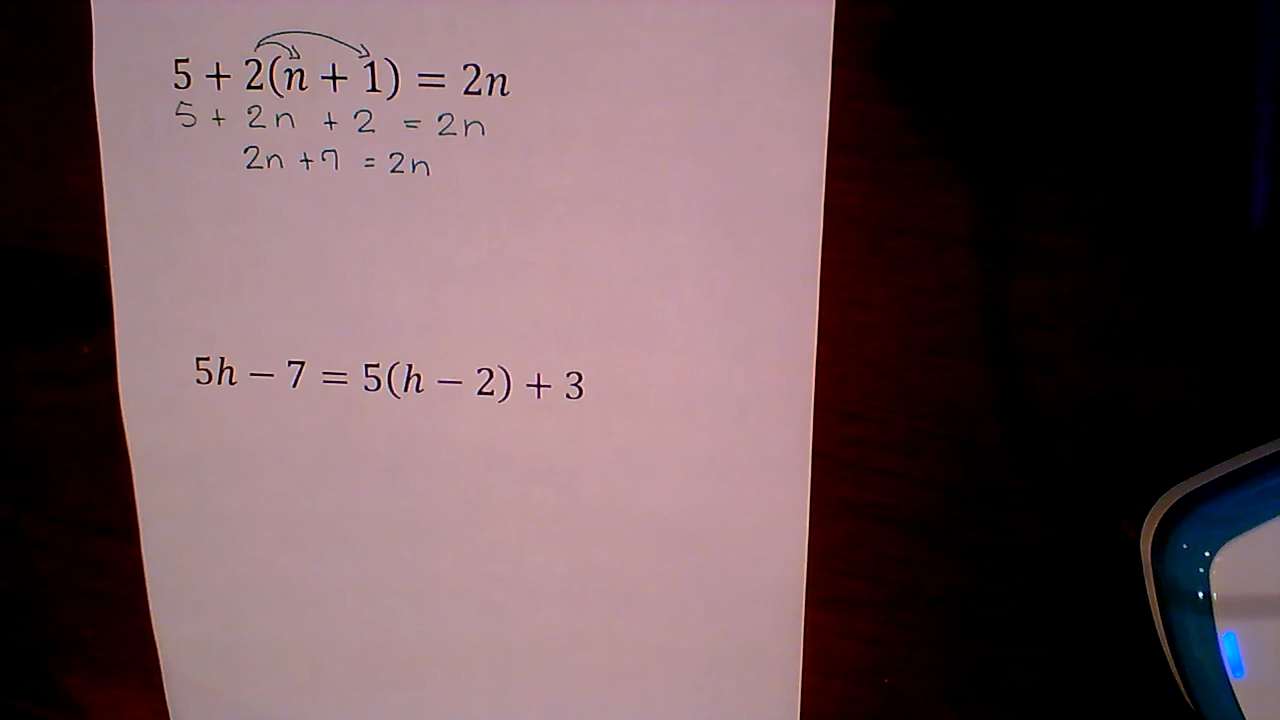 5 + 2(n + 1) = 2n
5 + 2n + 2 = 2n
2n + 7 = 2n
5h − 7 = 5(h − 2) + 3